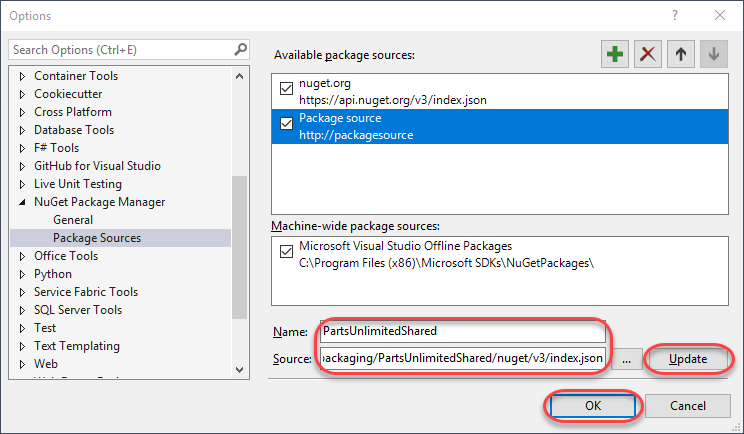 Options
Search Options (Ctrl+E)
Container Tools
Cookiecutter
Cross Platform
Database Tools
F# Tools
GitHub for Visual Studio
Live Unit Testing
NuGet Package Manager
General
Package Sources
Office Tools
Python
Service Fabric Tools
SQL Server Tools
Test
Text Templating
Web
Available package sources:
nuget.org
https://api.nuget.org/v3/index.json
Package source
http://packagesource
Machine-wide package sources:
Microsoft Visual Studio Offline Packages
C:\Program Files (x86)\Microsoft SDKs\NuGetPackages\
Name: PartsUnlimitedShared
Source: packaging/PartsUnlimitedShared/nuget/v3/index.json ... Update
OK Cancel